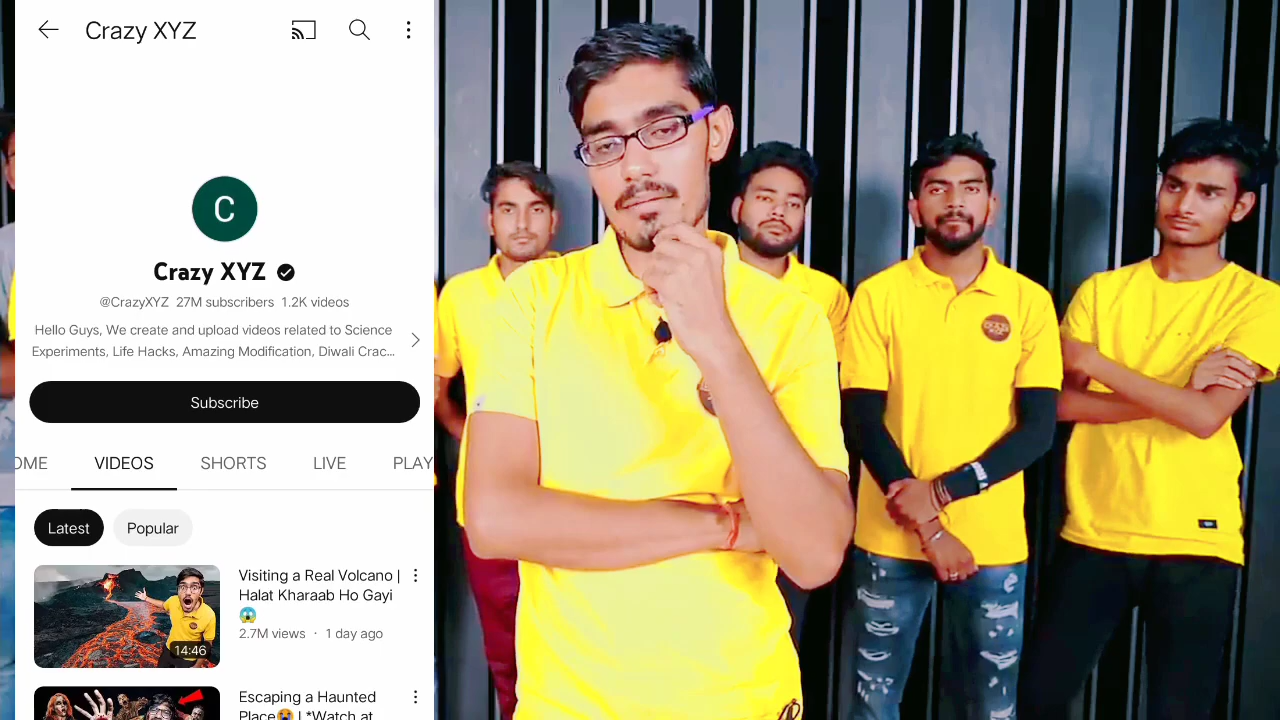 Crazy XYZ
C
Crazy XYZ
@CrazyXYZ 27M subscribers 1.2K videos
Hello Guys, We create and upload videos related to Science
Experiments, Life Hacks, Amazing Modification, Diwali Crac...
Subscribe
OME VIDEOS SHORTS LIVE PLAY
Latest Popular
Visiting a Real Volcano |
Halat Kharaab Ho Gayi
😱
2.7M views · 1 day ago
14:46
Escaping a Haunted
Place😭 | *Watch at